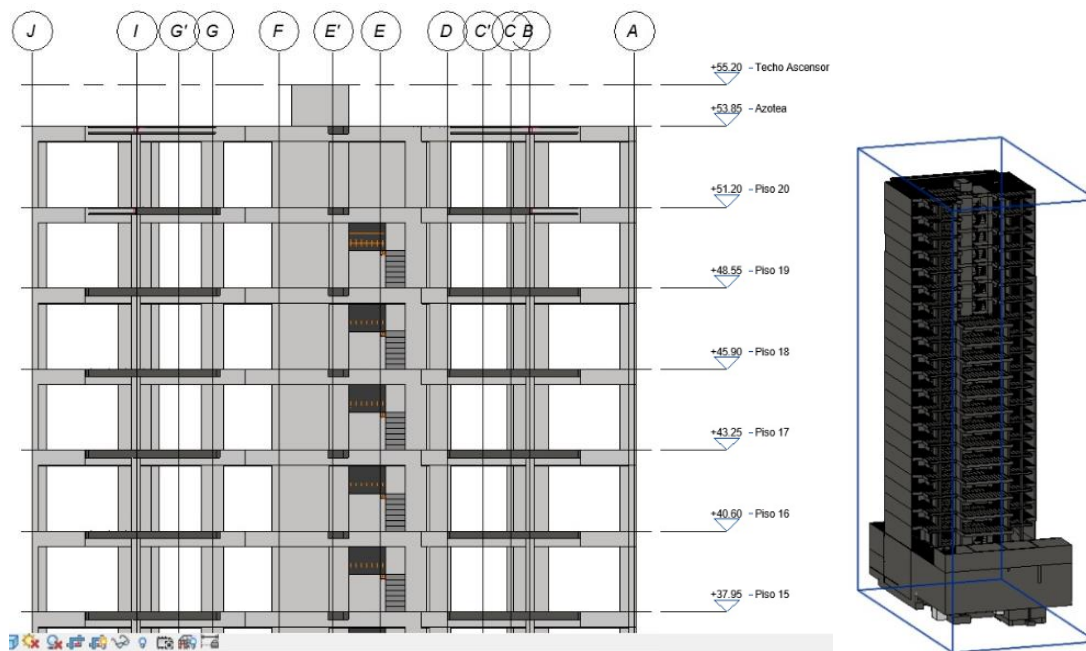 J I G' G F E' E D C' C B A
+55.20 - Techo Ascensor
+53.85 - Azotea
+51.20 - Piso 20
+48.55 - Piso 19
+45.90 - Piso 18
+43.25 - Piso 17
+40.60 - Piso 16
+37.95 - Piso 15